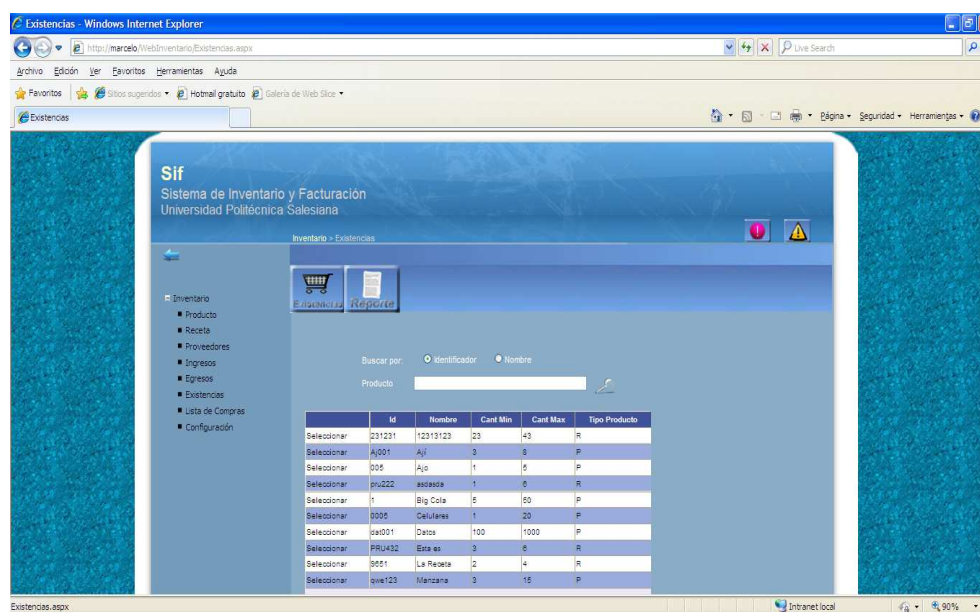 Existencias - Windows Internet Explorer
http://marcelo/WebInventario/Existencias.aspx
Live Search
Archivo Edición Ver Favoritos Herramientas Ayuda
Favoritos Sitios sugeridos Hotmail gratuito Galería de Web Slice
Existencias Página Seguridad Herramientas
Sif
Sistema de Inventario y Facturación
Universidad Politécnica Salesiana
Inventario > Existencias
Existencias Reporte
Inventario
Producto
Receta
Proveedores
Ingresos
Egresos
Existencias
Lista de Compras
Configuración
Buscar por: Identificador Nombre
Producto
Id Nombre Cant Min Cant Max Tipo Producto
Seleccionar 231231 12313123 23 43 R
Seleccionar Aj001 Ají 3 8 P
Seleccionar 005 Ajo 1 5 P
Seleccionar pru222 asdasda 1 6 R
Seleccionar 1 Big Cola 5 50 P
Seleccionar 0005 Celulares 1 20 P
Seleccionar dat001 Datos 100 1000 P
Seleccionar PRU432 Esta es 3 6 R
Seleccionar 9651 La Receta 2 4 R
Seleccionar qwe123 Manzana 3 15 P
Existencias.aspx Intranet local 90%